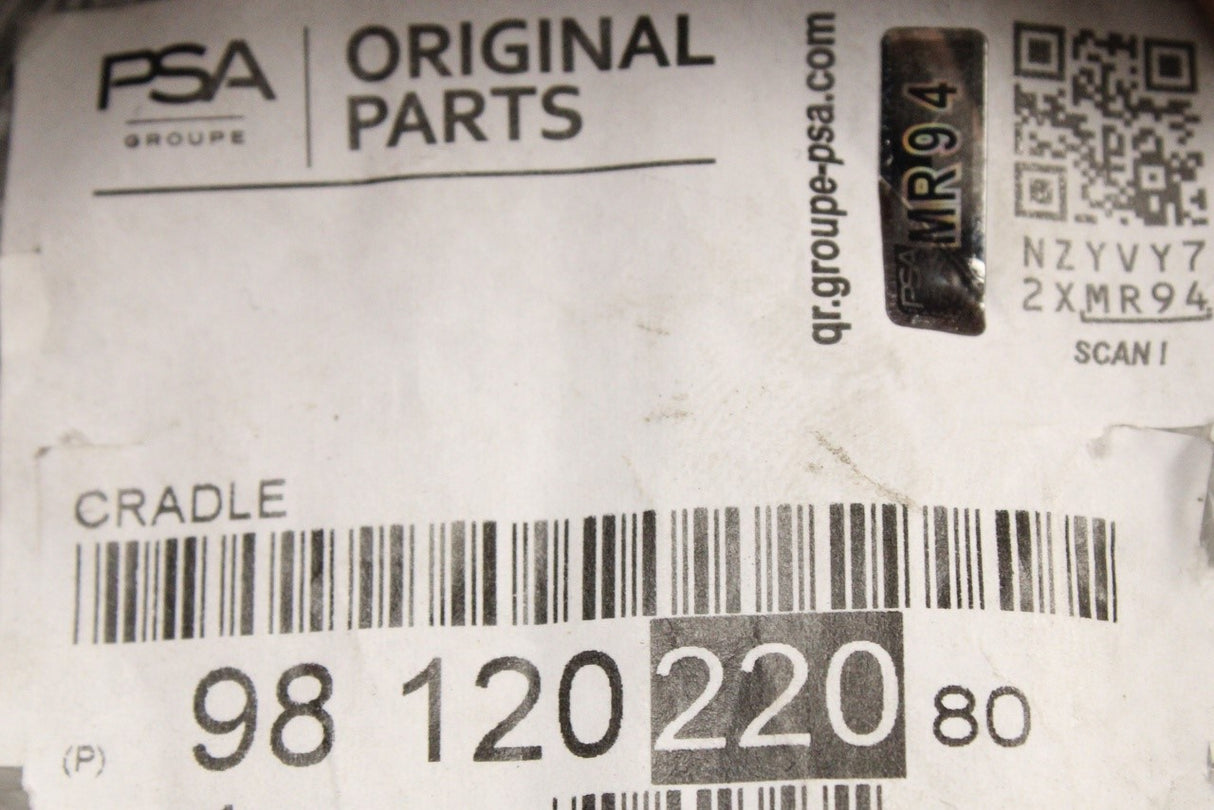 PSA
GROUPE
ORIGINAL
PARTS
qr.groupe-psa.com
MR94
PSA
NZYVY7
2XMR94
SCAN!
CRADLE
(P) 98 120 220 80